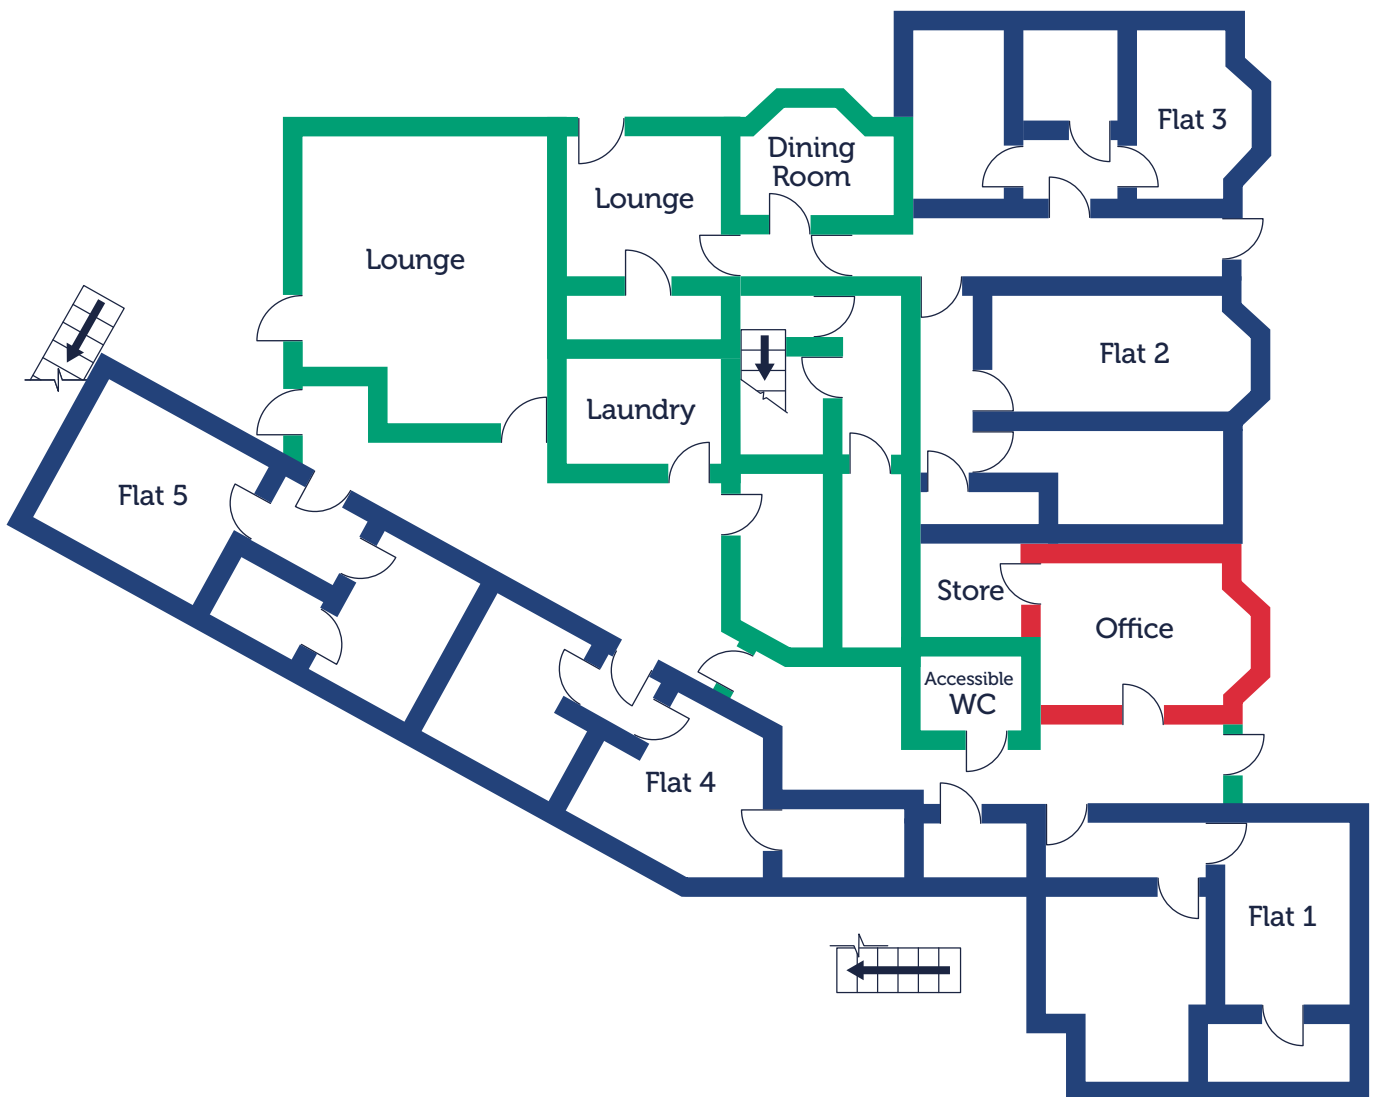 Flat 3
Dining
Room
Lounge
Lounge
Flat 2
Laundry
Flat 5
Store
Office
Accessible
WC
Flat 4
Flat 1